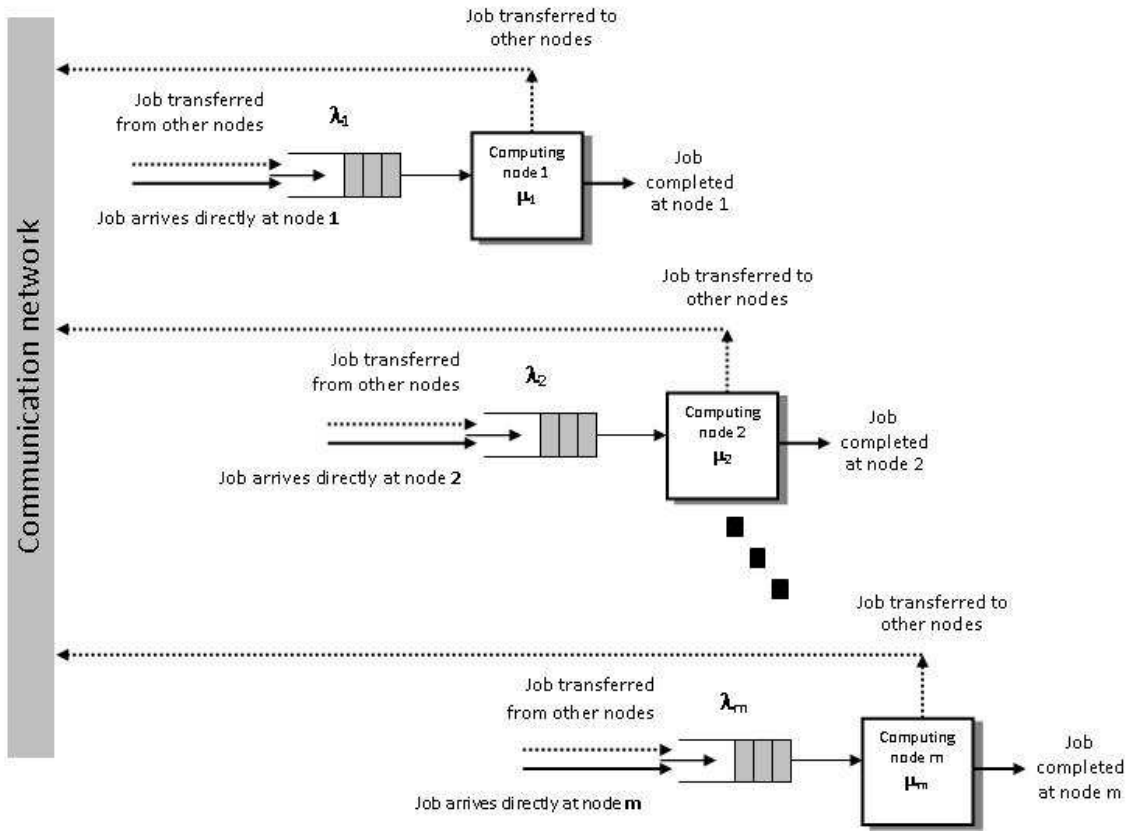 Communication network
Job transferred to
other nodes
Job transferred
from other nodes
λ1
Computing
node 1
μ1
Job
completed
at node 1
Job arrives directly at node 1
Job transferred to
other nodes
Job transferred
from other nodes
λ2
Computing
node 2
μ2
Job
completed
at node 2
Job arrives directly at node 2
Job transferred to
other nodes
Job transferred
from other nodes
λm
Computing
node m
μm
Job
completed
at node m
Job arrives directly at node m